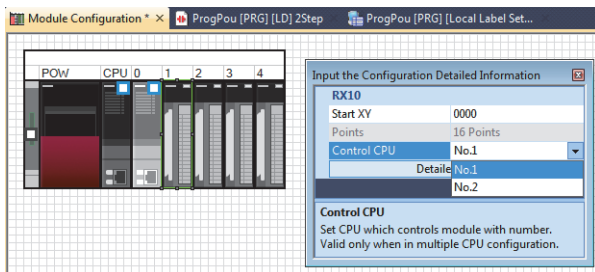 Module Configuration * ProgPou [PRG] [LD] 2Step ProgPou [PRG] [Local Label Set...
POW CPU 0 1 2 3 4
Input the Configuration Detailed Information
RX10
Start XY 0000
Points 16 Points
Control CPU No.1
Detaile No.1
No.2
Control CPU
Set CPU which controls module with number.
Valid only when in multiple CPU configuration.